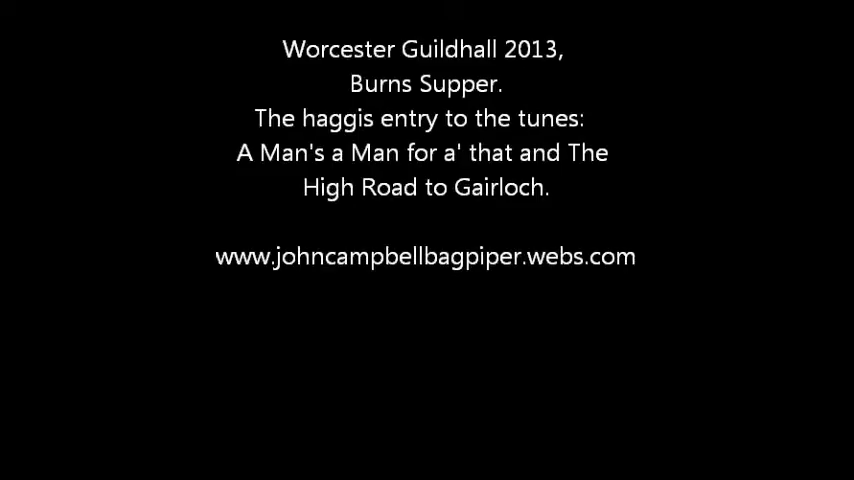 Worcester Guildhall 2013,
Burns Supper.
The haggis entry to the tunes:
A Man's a Man for a' that and The
High Road to Gairloch.
www.johncampbellbagpiper.webs.com